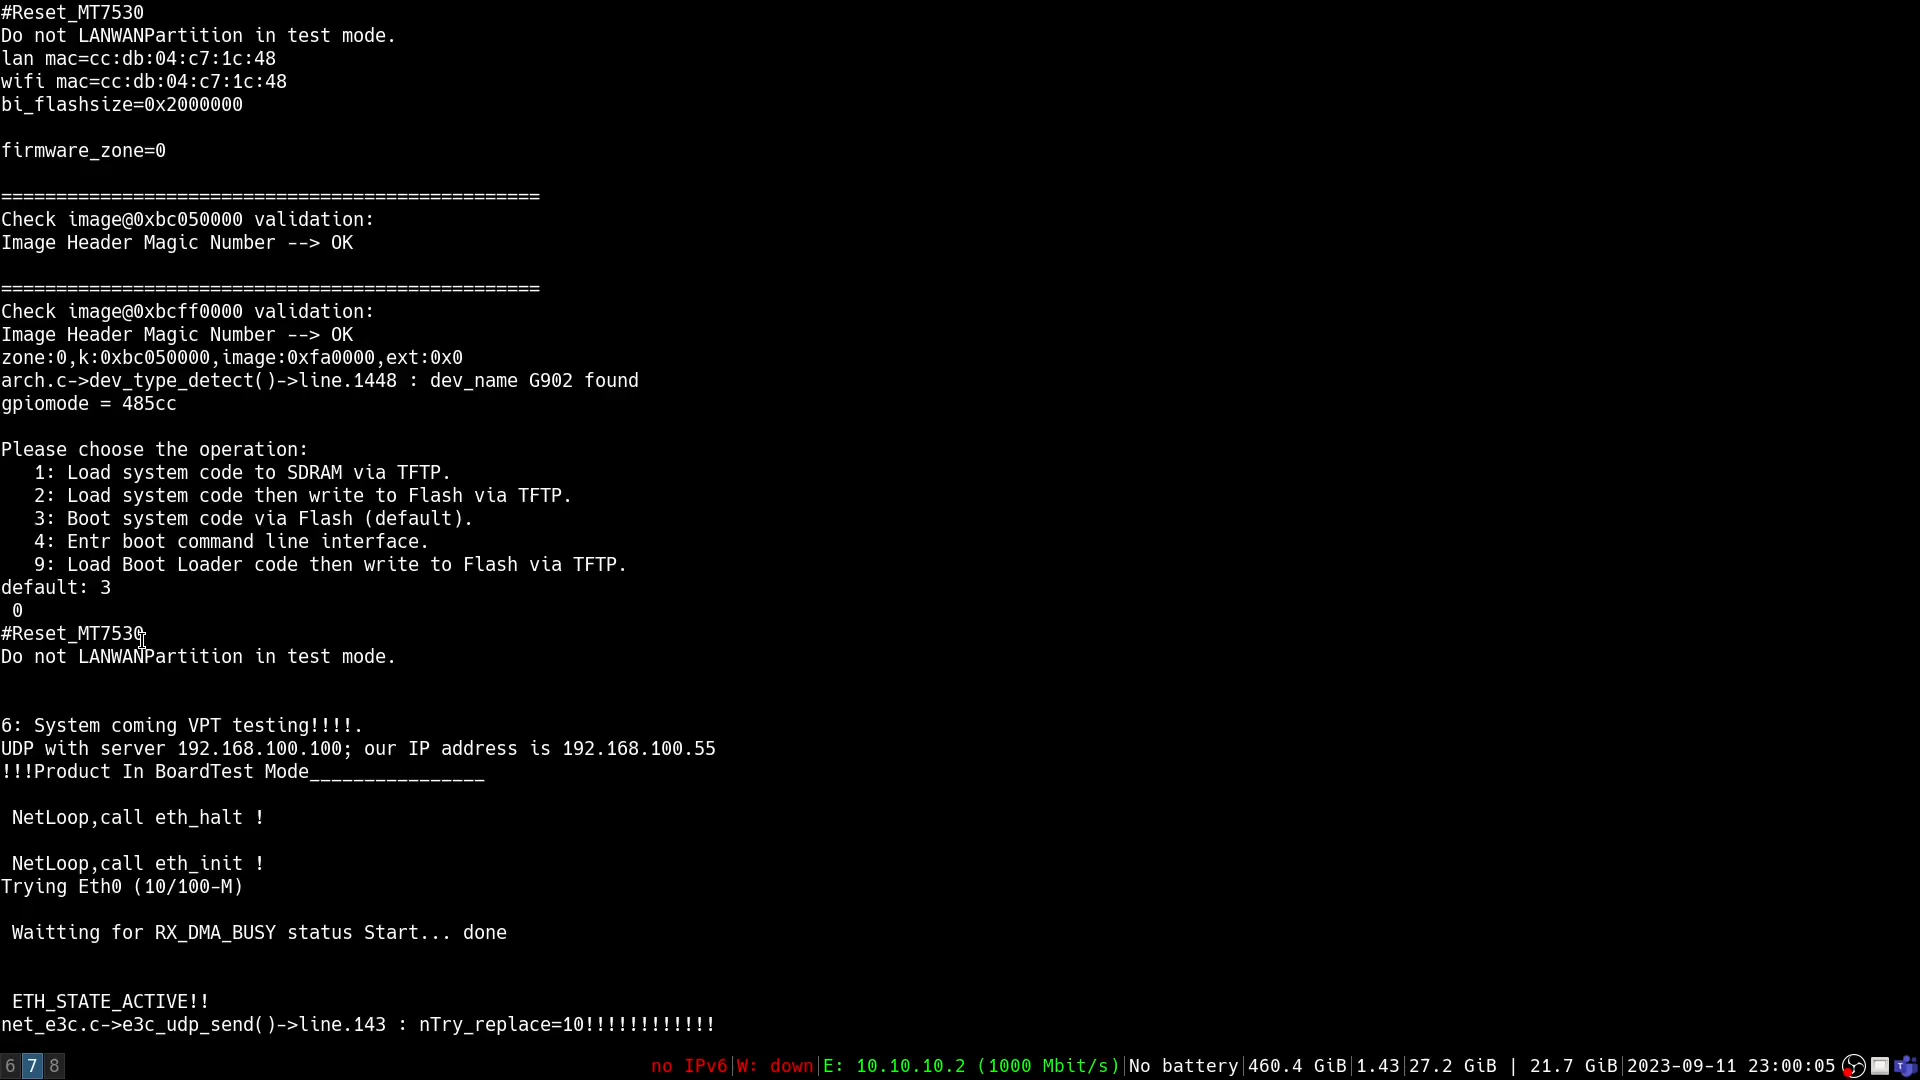 #Reset_MT7530
Do not LANWANPartition in test mode.
lan mac=cc:db:04:c7:1c:48
wifi mac=cc:db:04:c7:1c:48
bi_flashsize=0x2000000
firmware_zone=0
=================================================
Check image@0xbc050000 validation:
Image Header Magic Number --> OK
=================================================
Check image@0xbcff0000 validation:
Image Header Magic Number --> OK
zone:0,k:0xbc050000,image:0xfa0000,ext:0x0
arch.c->dev_type_detect()->line.1448 : dev_name G902 found
gpiomode = 485cc
Please choose the operation:
   1: Load system code to SDRAM via TFTP.
   2: Load system code then write to Flash via TFTP.
   3: Boot system code via Flash (default).
   4: Entr boot command line interface.
   9: Load Boot Loader code then write to Flash via TFTP.
default: 3
 0
#Reset_MT7530
Do not LANWANPartition in test mode.
6: System coming VPT testing!!!!.
UDP with server 192.168.100.100; our IP address is 192.168.100.55
!!!Product In BoardTest Mode________________
 NetLoop,call eth_halt !
 NetLoop,call eth_init !
Trying Eth0 (10/100-M)
 Waitting for RX_DMA_BUSY status Start... done
 ETH_STATE_ACTIVE!!
net_e3c.c->e3c_udp_send()->line.143 : nTry_replace=10!!!!!!!!!!!!
6 7 8 no IPv6|W: down|E: 10.10.10.2 (1000 Mbit/s)|No battery|460.4 GiB|1.43|27.2 GiB | 21.7 GiB|2023-09-11 23:00:05